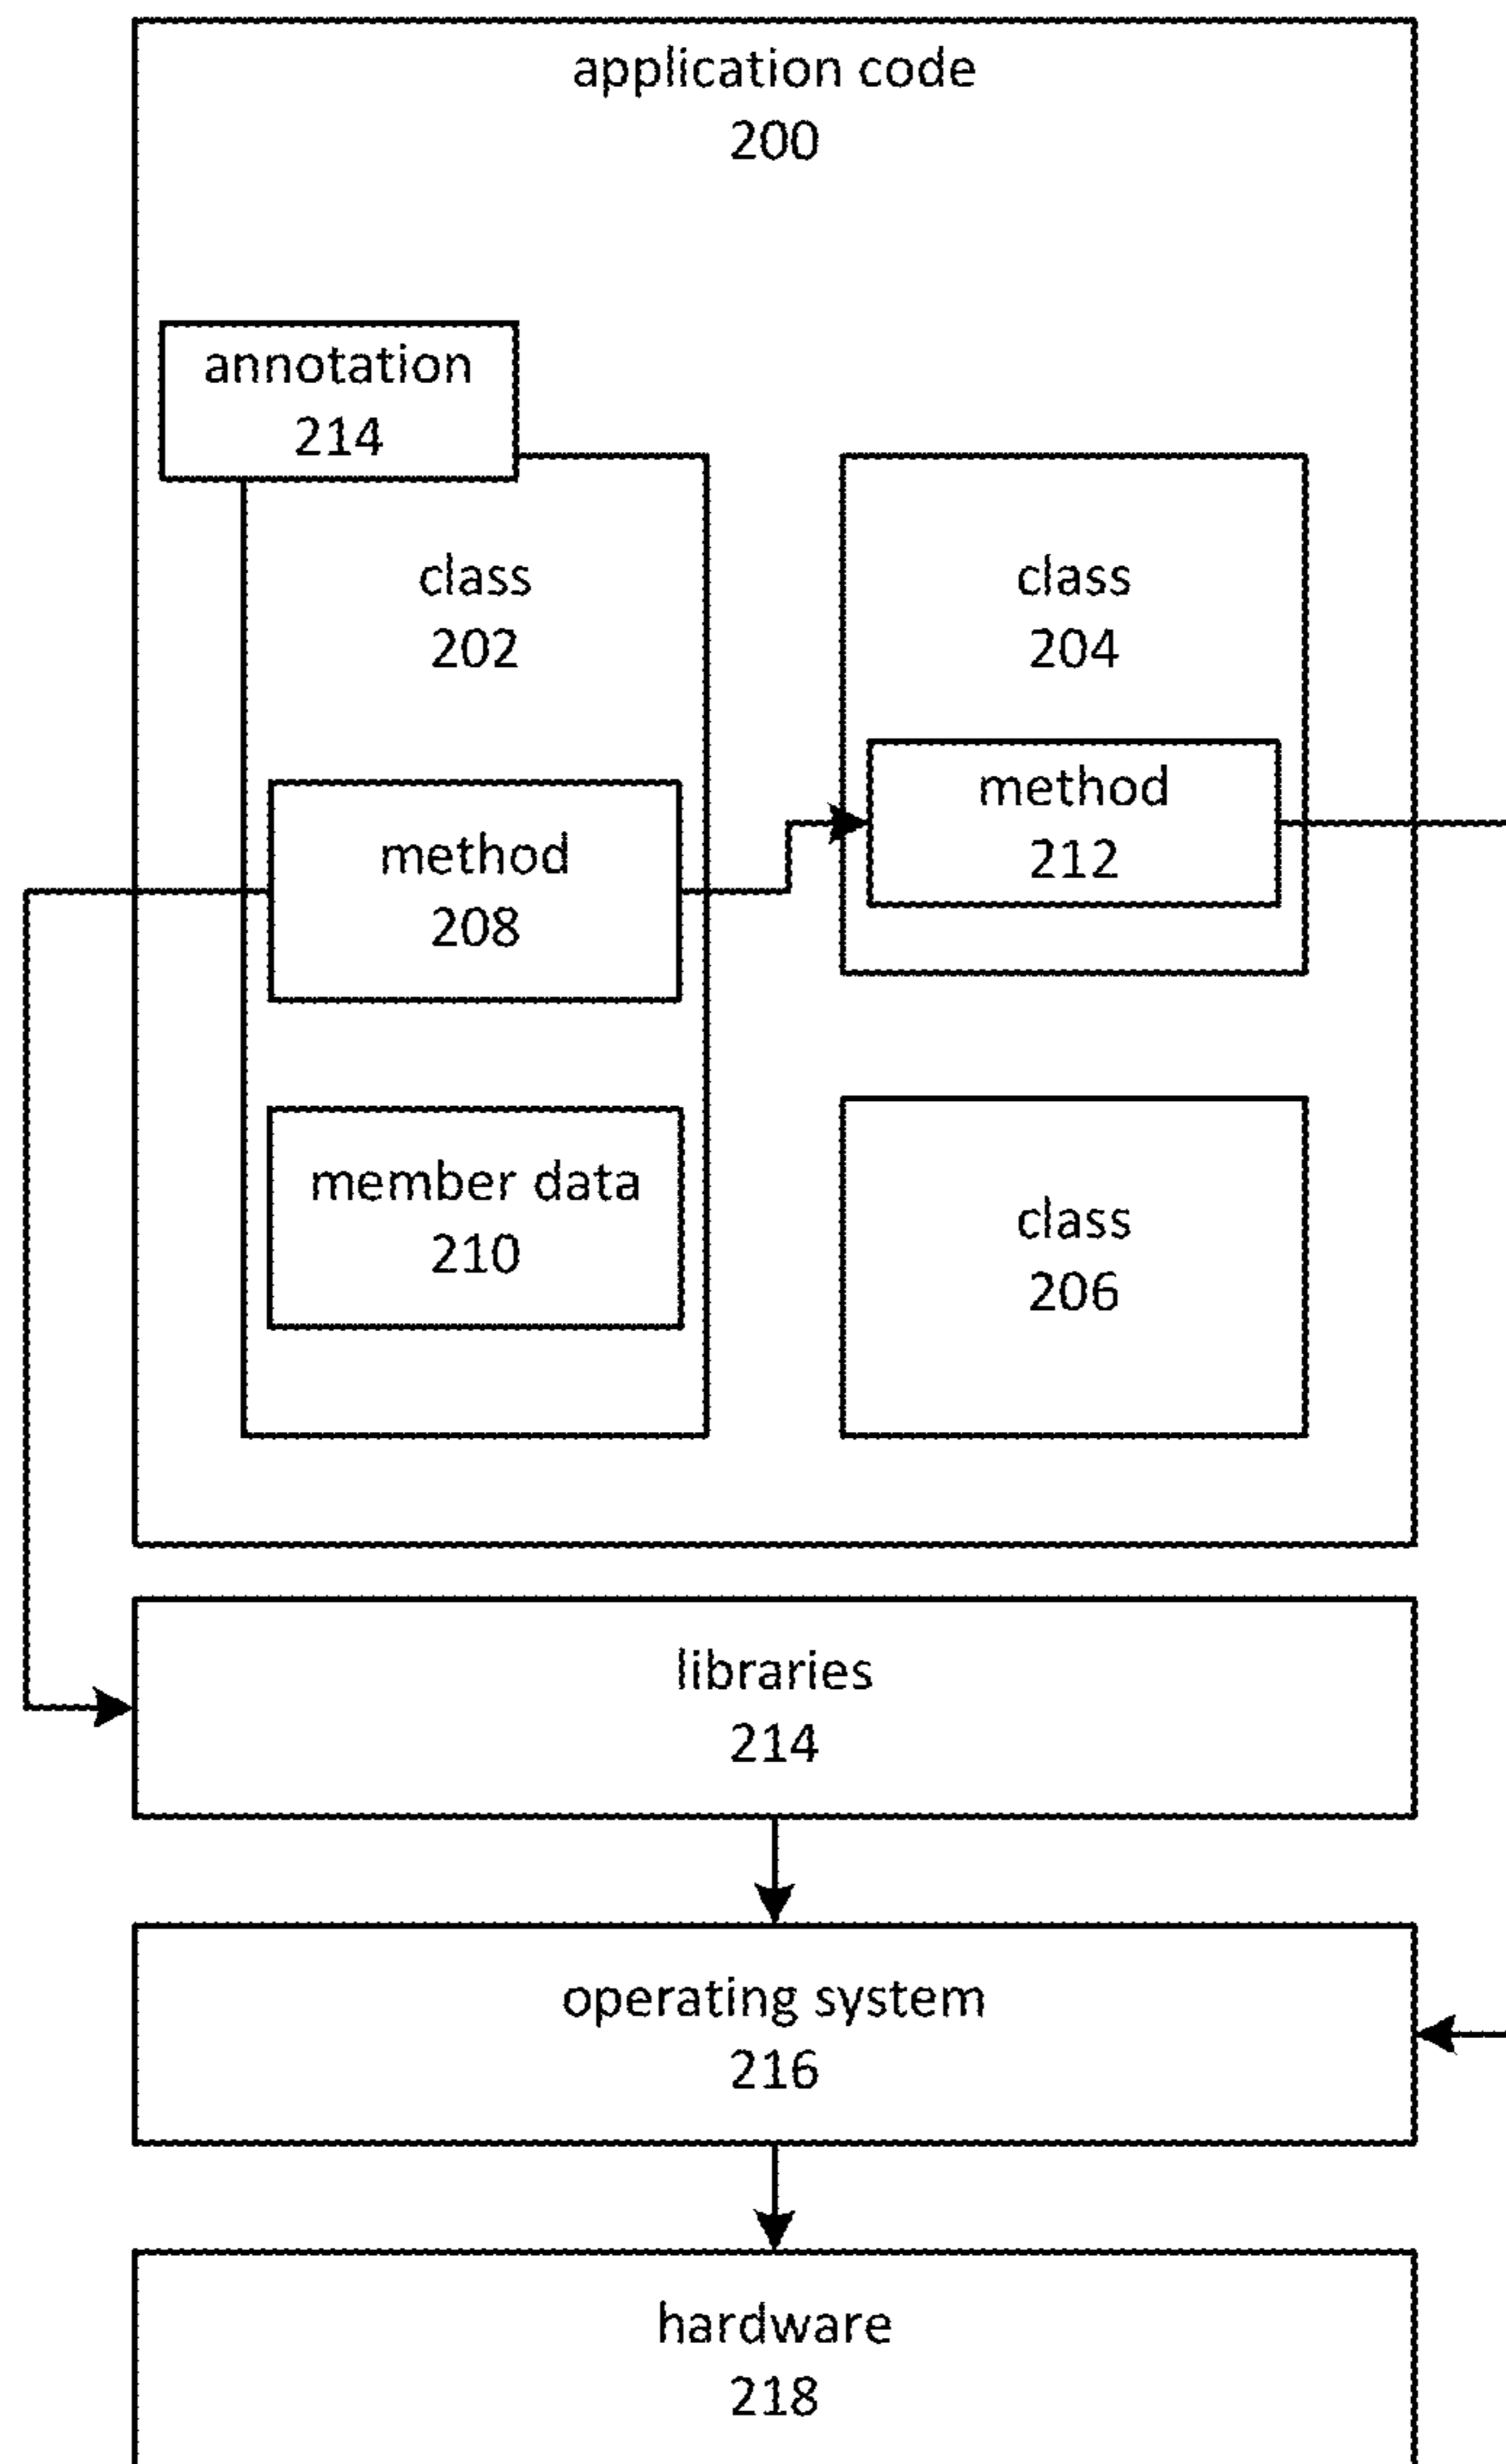 application code
200
annotation
214
class
202
class
204
method
208
method
212
member data
210
class
206
libraries
214
operating system
216
hardware
218